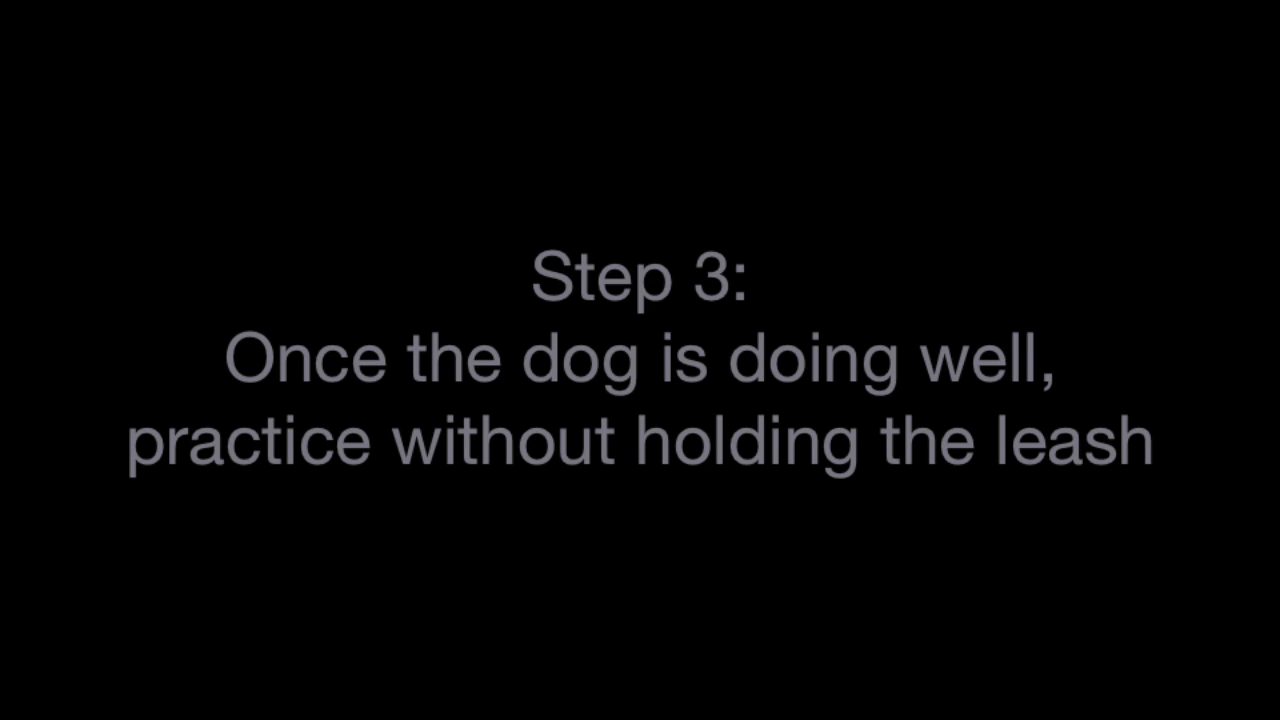 Step 3:
Once the dog is doing well,
practice without holding the leash